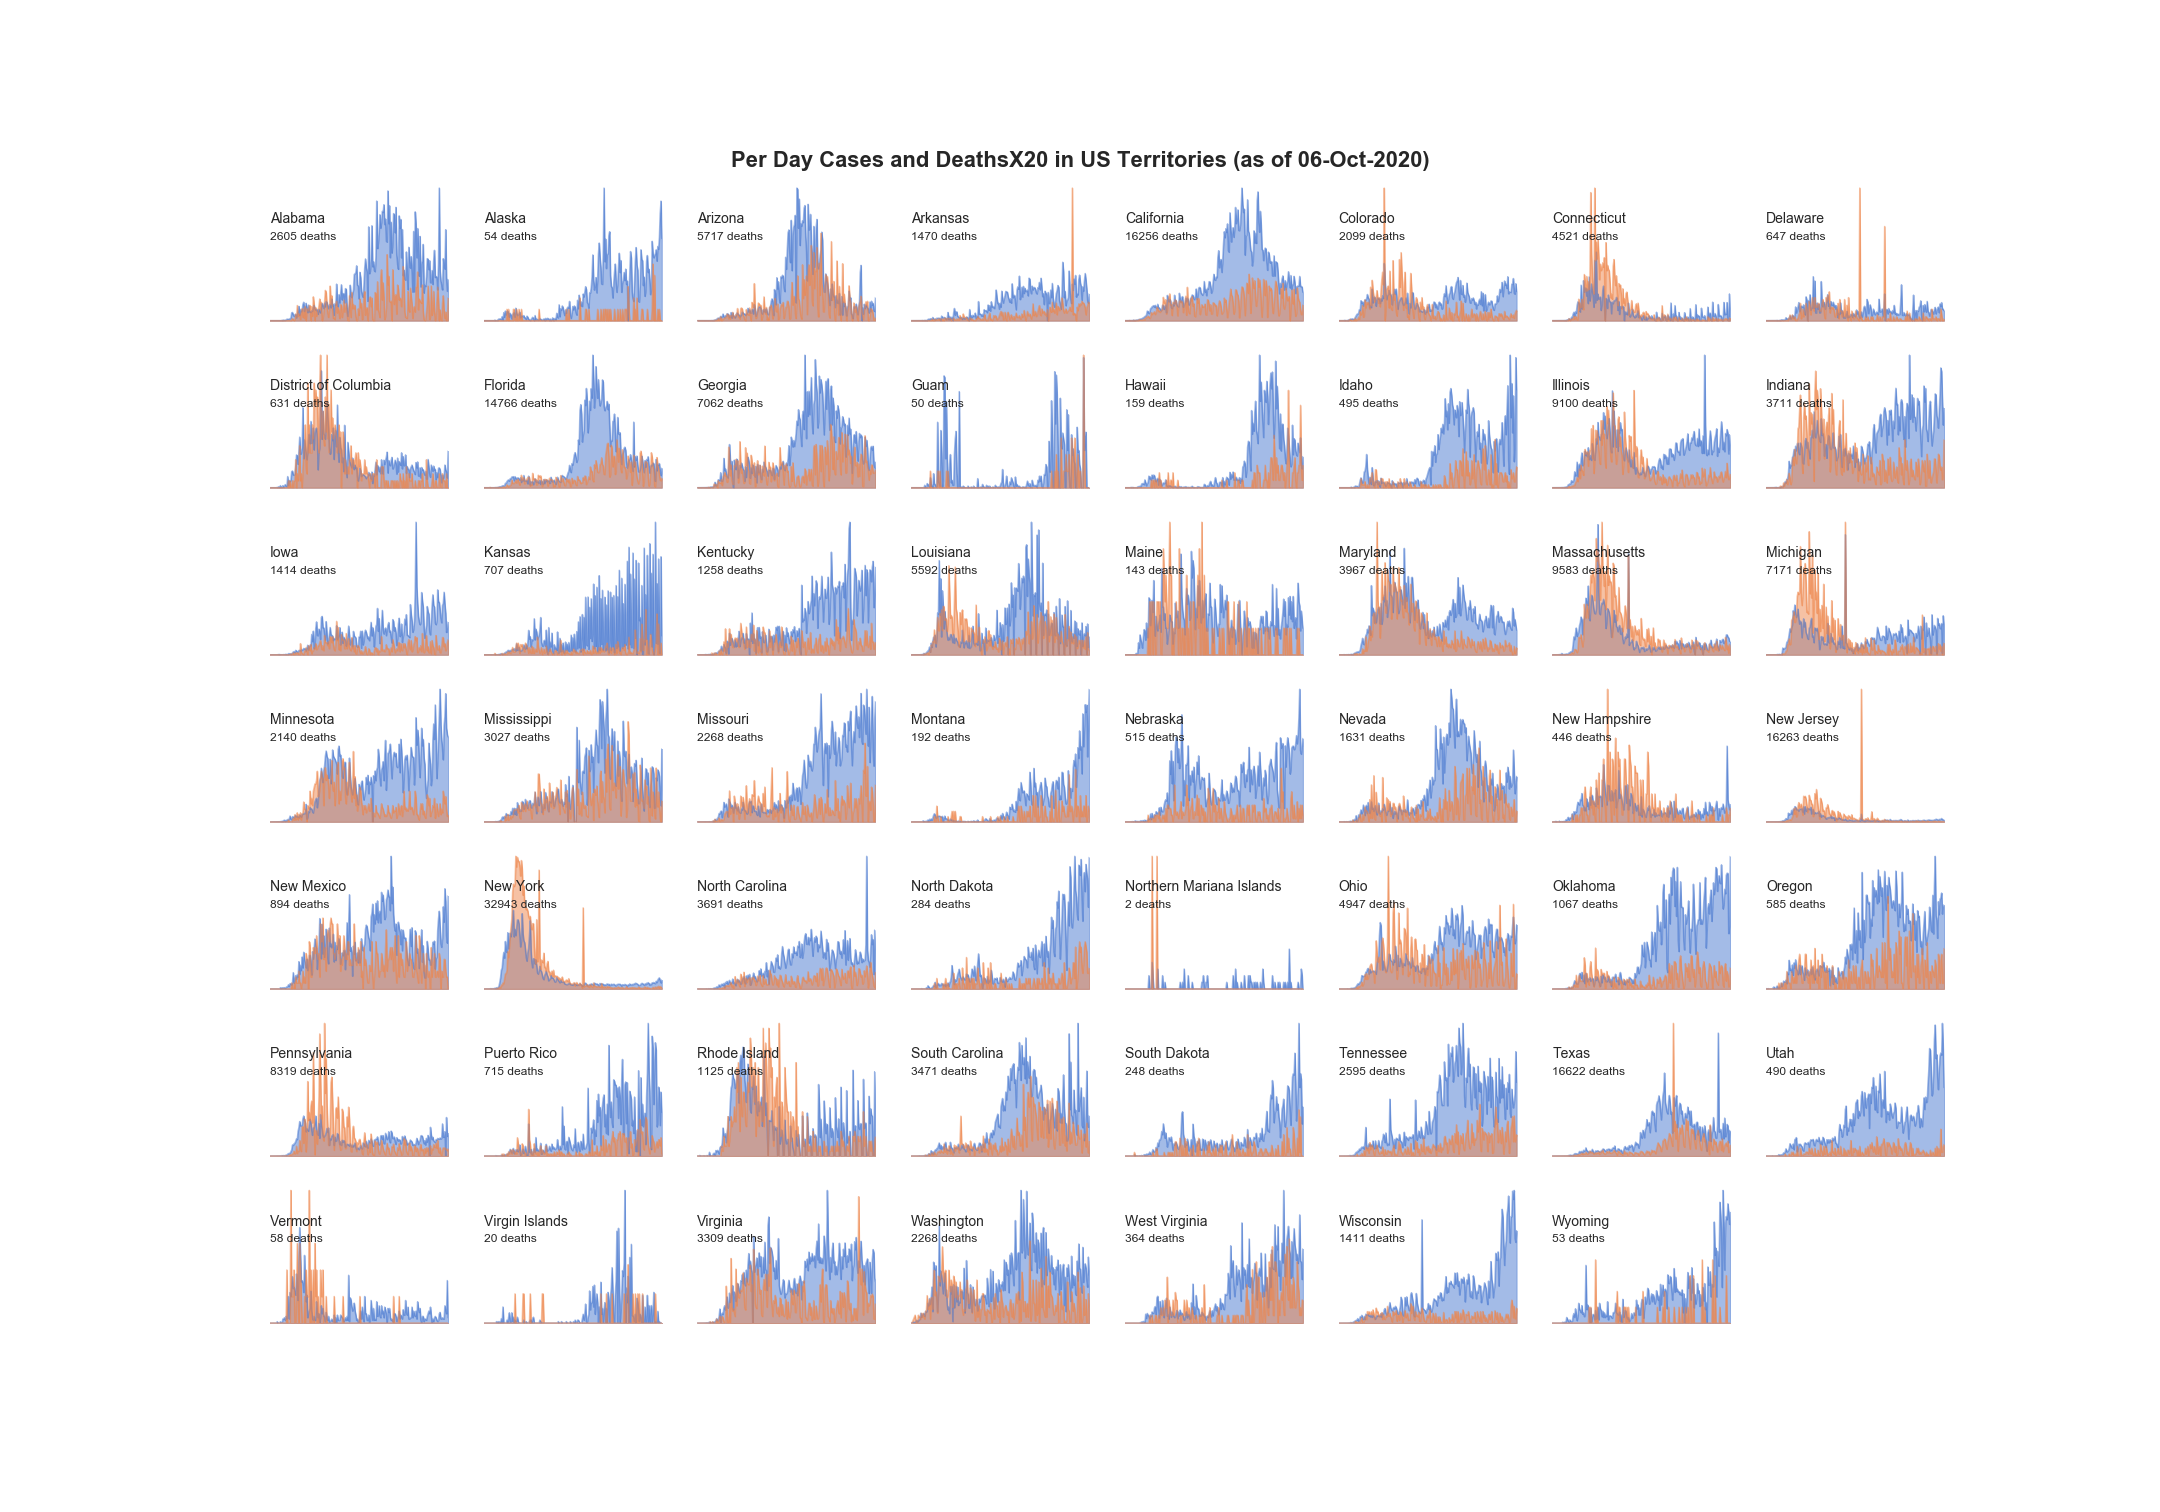 Per Day Cases and DeathsX20 in US Territories (as of 06-Oct-2020)
Alabama
2605 deaths
Alaska
54 deaths
Arizona
5717 deaths
Arkansas
1470 deaths
California
16256 deaths
Colorado
2099 deaths
Connecticut
4521 deaths
Delaware
647 deaths
District of Columbia
631 deaths
Florida
14766 deaths
Georgia
7062 deaths
Guam
50 deaths
Hawaii
159 deaths
Idaho
495 deaths
Illinois
9100 deaths
Indiana
3711 deaths
Iowa
1414 deaths
Kansas
707 deaths
Kentucky
1258 deaths
Louisiana
5592 deaths
Maine
143 deaths
Maryland
3967 deaths
Massachusetts
9583 deaths
Michigan
7171 deaths
Minnesota
2140 deaths
Mississippi
3027 deaths
Missouri
2268 deaths
Montana
192 deaths
Nebraska
515 deaths
Nevada
1631 deaths
New Hampshire
446 deaths
New Jersey
16263 deaths
New Mexico
894 deaths
New York
32943 deaths
North Carolina
3691 deaths
North Dakota
284 deaths
Northern Mariana Islands
2 deaths
Ohio
4947 deaths
Oklahoma
1067 deaths
Oregon
585 deaths
Pennsylvania
8319 deaths
Puerto Rico
715 deaths
Rhode Island
1125 deaths
South Carolina
3471 deaths
South Dakota
248 deaths
Tennessee
2595 deaths
Texas
16622 deaths
Utah
490 deaths
Vermont
58 deaths
Virgin Islands
20 deaths
Virginia
3309 deaths
Washington
2268 deaths
West Virginia
364 deaths
Wisconsin
1411 deaths
Wyoming
53 deaths